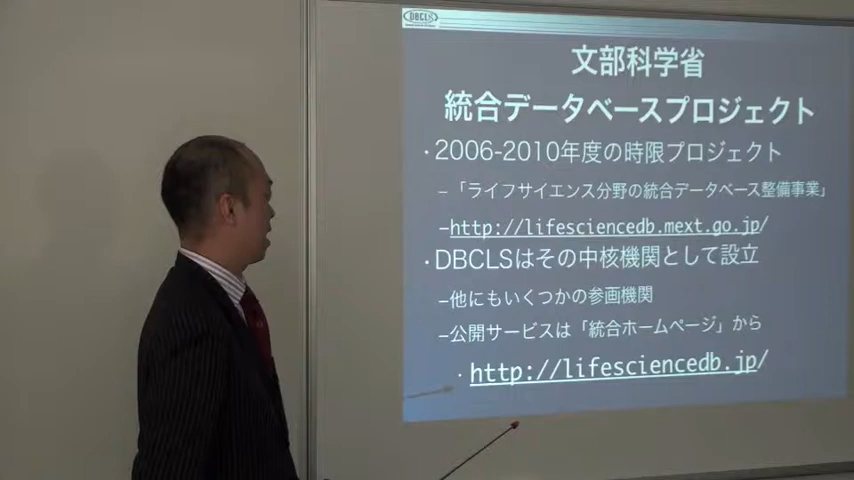 DBCLS
文部科学省
統合データベースプロジェクト
・2006-2010年度の時限プロジェクト
–「ライフサイエンス分野の統合データベース整備事業」
–http://lifesciencedb.mext.go.jp/
・DBCLSはその中核機関として設立
–他にもいくつかの参画機関
–公開サービスは「統合ホームページ」から
・http://lifesciencedb.jp/